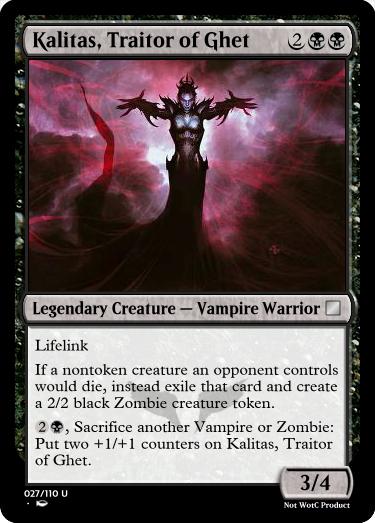 Kalitas, Traitor of Ghet 2
Legendary Creature — Vampire Warrior
Lifelink
If a nontoken creature an opponent controls
would die, instead exile that card and create
a 2/2 black Zombie creature token.
2, Sacrifice another Vampire or Zombie:
Put two +1/+1 counters on Kalitas, Traitor
of Ghet.
3/4
027/110 U
Not WotC Product